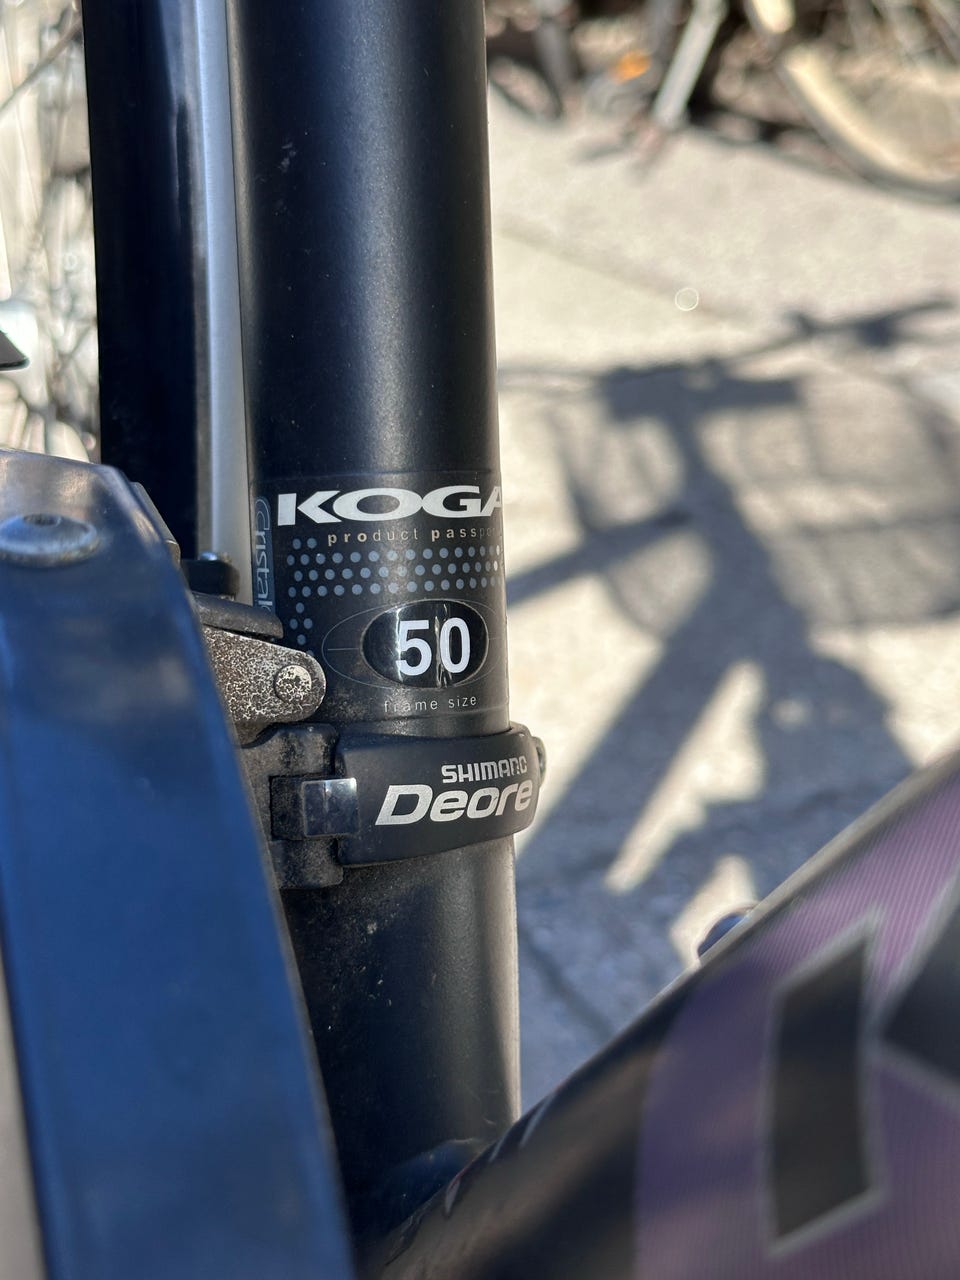 KOGA
product passpo
50
frame size
SHIMANO
Deore